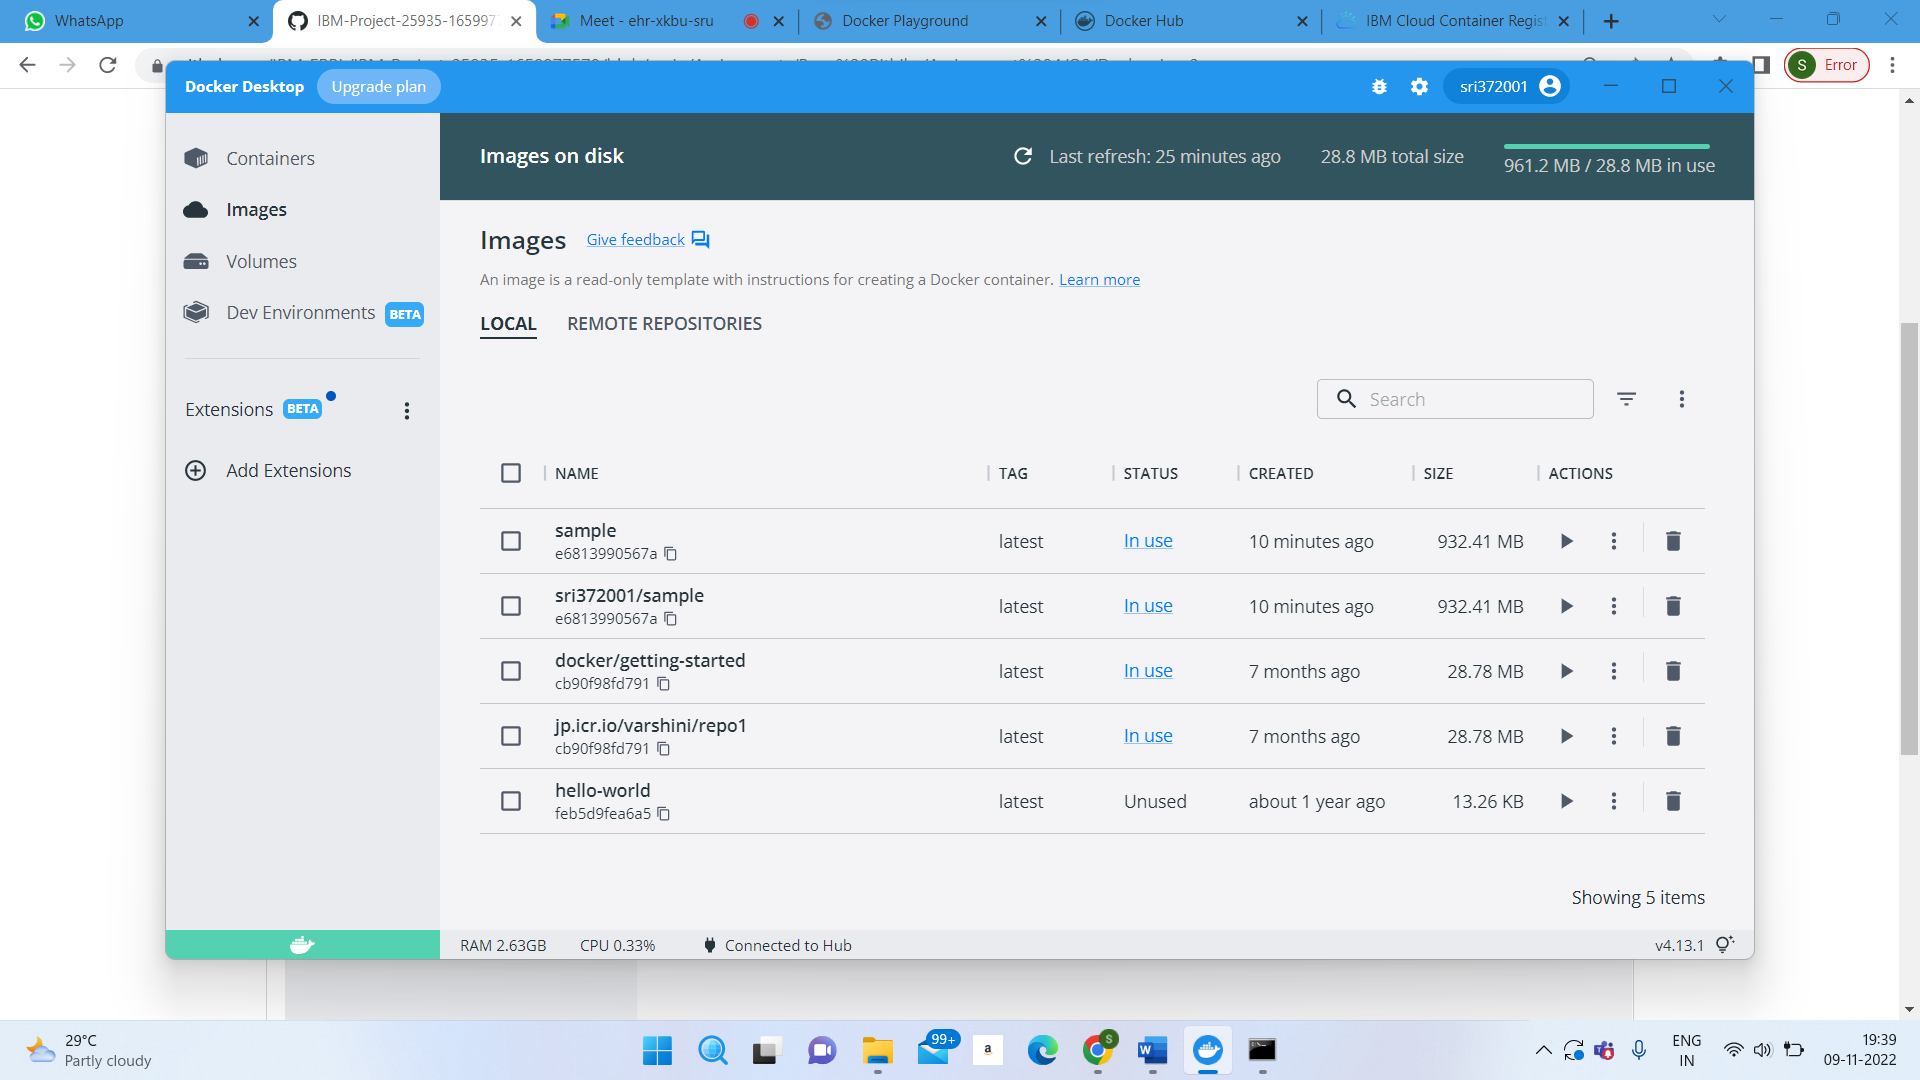 WhatsApp
IBM-Project-25935-165997
Meet - ehr-xkbu-sru
Docker Playground
Docker Hub
IBM Cloud Container Regist
S Error
Docker Desktop
Upgrade plan
sri372001
Containers
Images
Volumes
Dev Environments BETA
Extensions BETA
Add Extensions
Images on disk
Last refresh: 25 minutes ago
28.8 MB total size
961.2 MB / 28.8 MB in use
Images
Give feedback
An image is a read-only template with instructions for creating a Docker container. Learn more
LOCAL
REMOTE REPOSITORIES
Search
NAME TAG STATUS CREATED SIZE ACTIONS
sample
e6813990567a
latest In use 10 minutes ago 932.41 MB
sri372001/sample
e6813990567a
latest In use 10 minutes ago 932.41 MB
docker/getting-started
cb90f98fd791
latest In use 7 months ago 28.78 MB
jp.icr.io/varshini/repo1
cb90f98fd791
latest In use 7 months ago 28.78 MB
hello-world
feb5d9fea6a5
latest Unused about 1 year ago 13.26 KB
Showing 5 items
RAM 2.63GB CPU 0.33% Connected to Hub
v4.13.1
29°C
Partly cloudy
99+
a
S
W
ENG
IN
19:39
09-11-2022